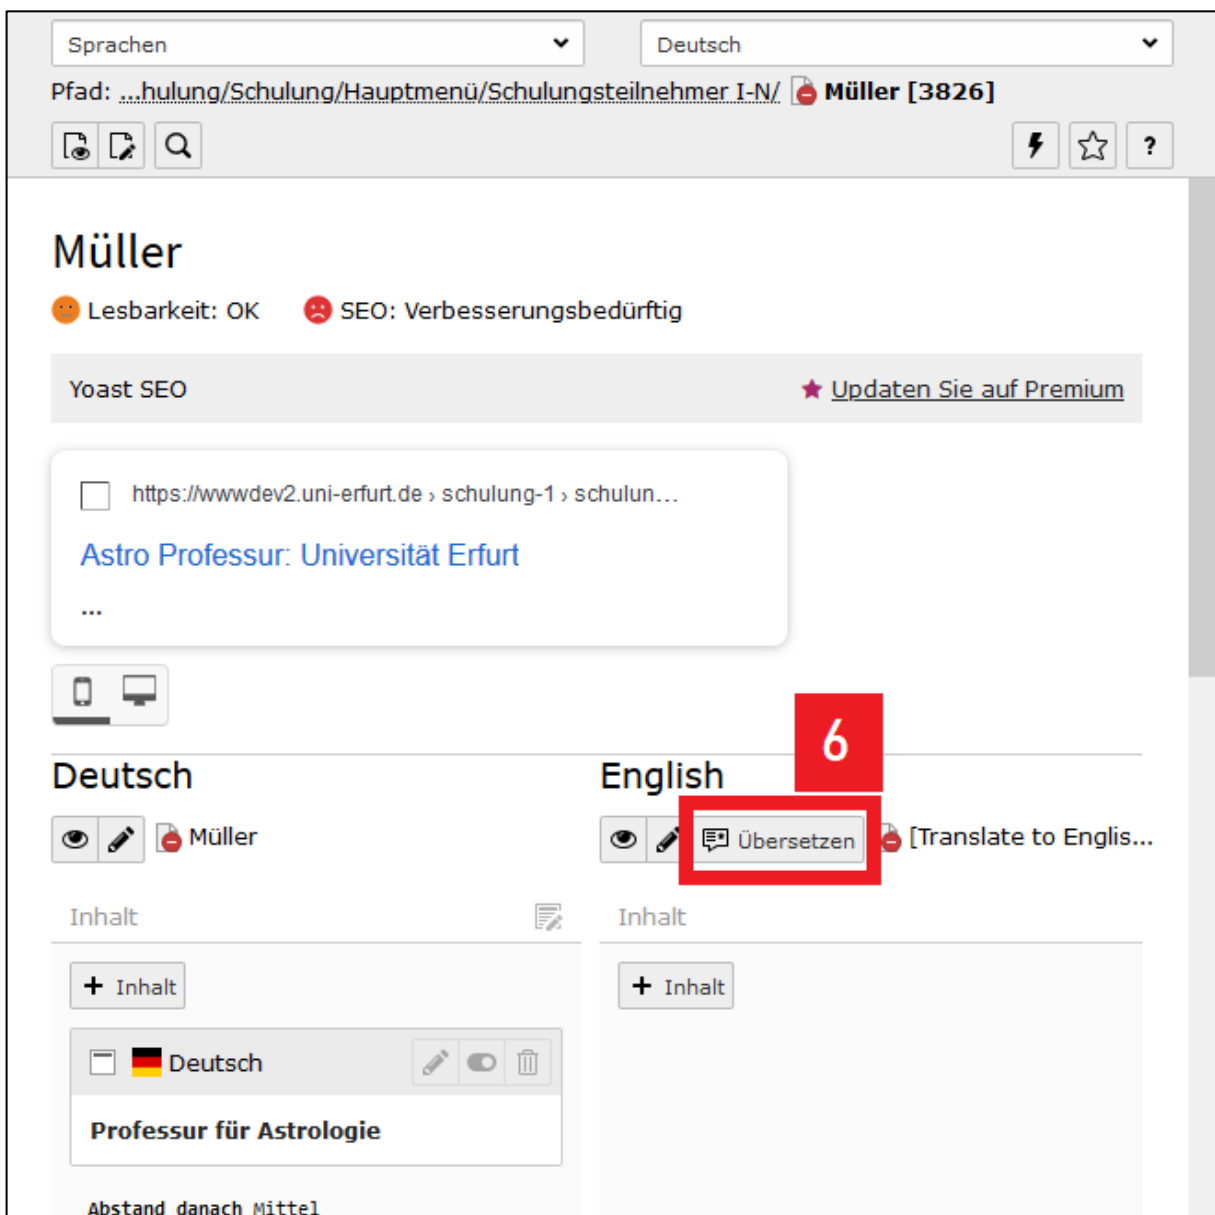 Sprachen Deutsch
Pfad: ...hulung/Schulung/Hauptmenü/Schulungsteilnehmer I-N/ Müller [3826]
?
Müller
Lesbarkeit: OK SEO: Verbesserungsbedürftig
Yoast SEO Updaten Sie auf Premium
https://wwwdev2.uni-erfurt.de › schulung-1 › schulun...
Astro Professur: Universität Erfurt
...
6
Deutsch English
Müller Übersetzen [Translate to Englis...
Inhalt Inhalt
+ Inhalt + Inhalt
Deutsch
Professur für Astrologie
Abstand danach Mittel